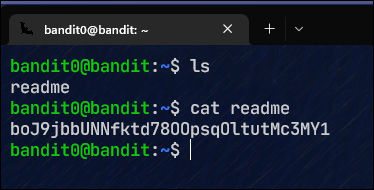 bandit0@bandit: ~
bandit0@bandit:~$ ls
readme
bandit0@bandit:~$ cat readme
boJ9jbbUNNfktd78OOpsqOltutMc3MY1
bandit0@bandit:~$